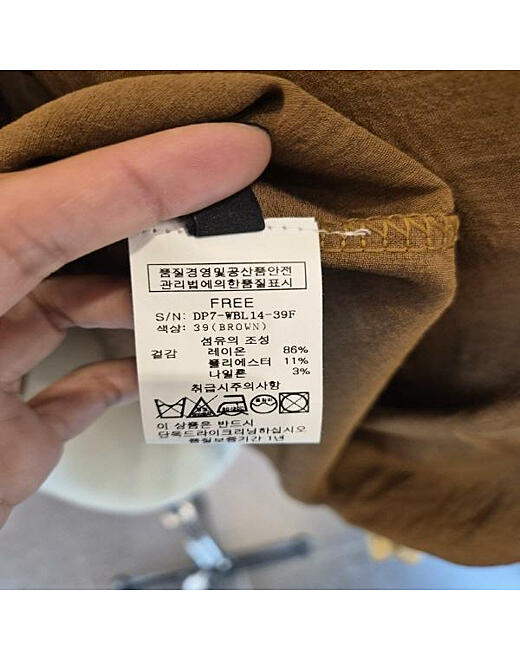 품질경영및공산품안전
관리법에의한품질표시
FREE
S/N: DP7-WBL14-39F
색상: 39(BROWN)
섬유의 조성
겉감 레이온 86%
폴리에스터 11%
나일론 3%
취급시주의사항
이 상품은 반드시
단독드라이크리닝하십시오
품질보증기간 1년